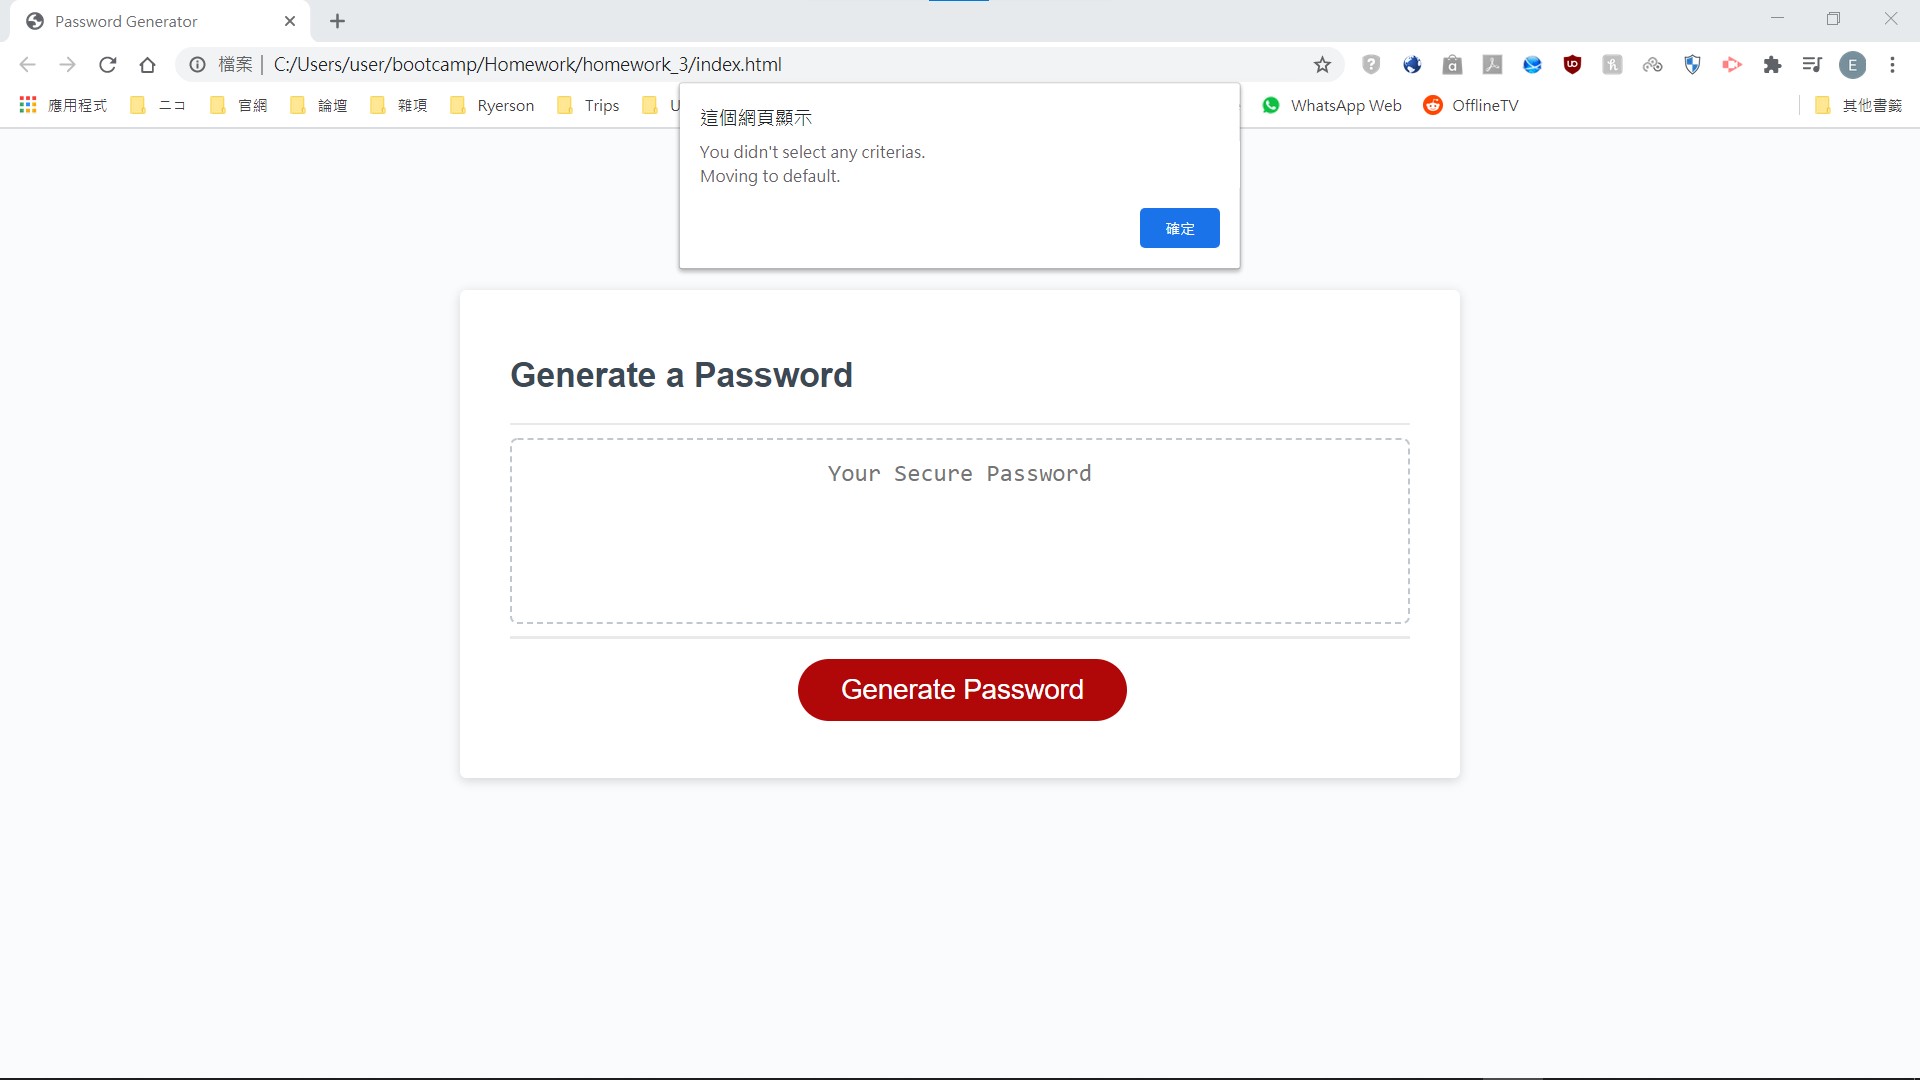 Password Generator
檔案 | C:/Users/user/bootcamp/Homework/homework_3/index.html
E
應用程式 ニコ 官網 論壇 雜項 Ryerson Trips U WhatsApp Web OfflineTV 其他書籤
這個網頁顯示
You didn't select any criterias.
Moving to default.
確定
Generate a Password
Your Secure Password
Generate Password